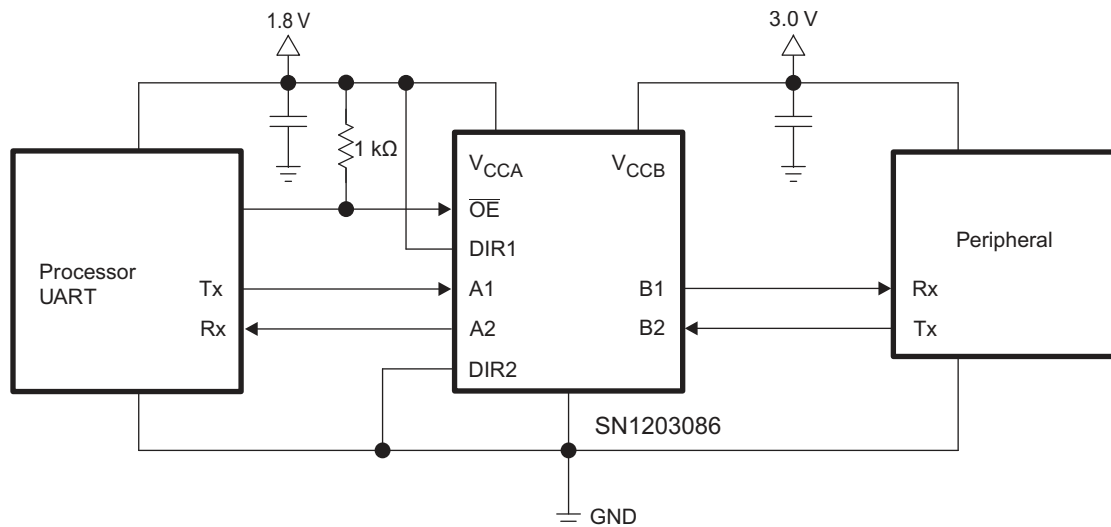 1.8 V
3.0 V
1 kΩ
VCCA
VCCB
OE
DIR1
Peripheral
Processor
UART
Tx
A1
B1
Rx
Rx
A2
B2
Tx
DIR2
SN1203086
GND